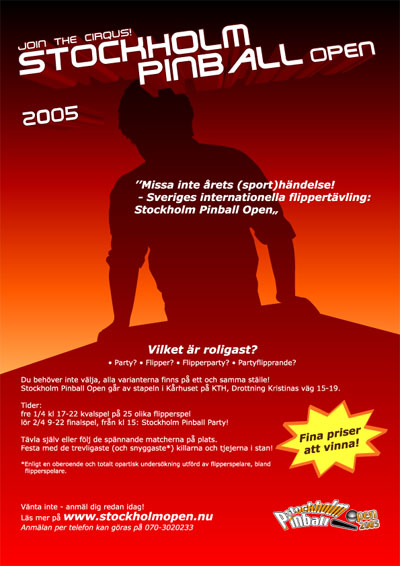 JOIN THE CIRQUS!
STOCKHOLM
PINBALL OPEN
2005
"Missa inte årets (sport)händelse!
- Sveriges internationella flippertävling:
Stockholm Pinball Open„
Vilket är roligast?
• Party? • Flipper? • Flipperparty? • Partyflipprande?
Du behöver inte välja, alla varianterna finns på ett och samma ställe!
Stockholm Pinball Open går av stapeln i Kårhuset på KTH, Drottning Kristinas väg 15-19.
Tider:
fre 1/4 kl 17-22 kvalspel på 25 olika flipperspel
lör 2/4 9-22 finalspel, från kl 15: Stockholm Pinball Party!
Tävla själv eller följ de spännande matcherna på plats.
Festa med de trevligaste (och snyggaste*) killarna och tjejerna i stan!
*Enligt en oberoende och totalt opartisk undersökning utförd av flipperspelare, bland
flipperspelare.
Fina priser
att vinna!
Vänta inte - anmäl dig redan idag!
Läs mer på www.stockholmopen.nu
Anmälan per telefon kan göras på 070-3020233
Stockholm
Pinball Open
2005